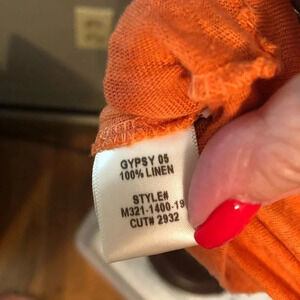 GYPSY 05
100% LINEN
STYLE#
M321-1400-19
CUT# 2932